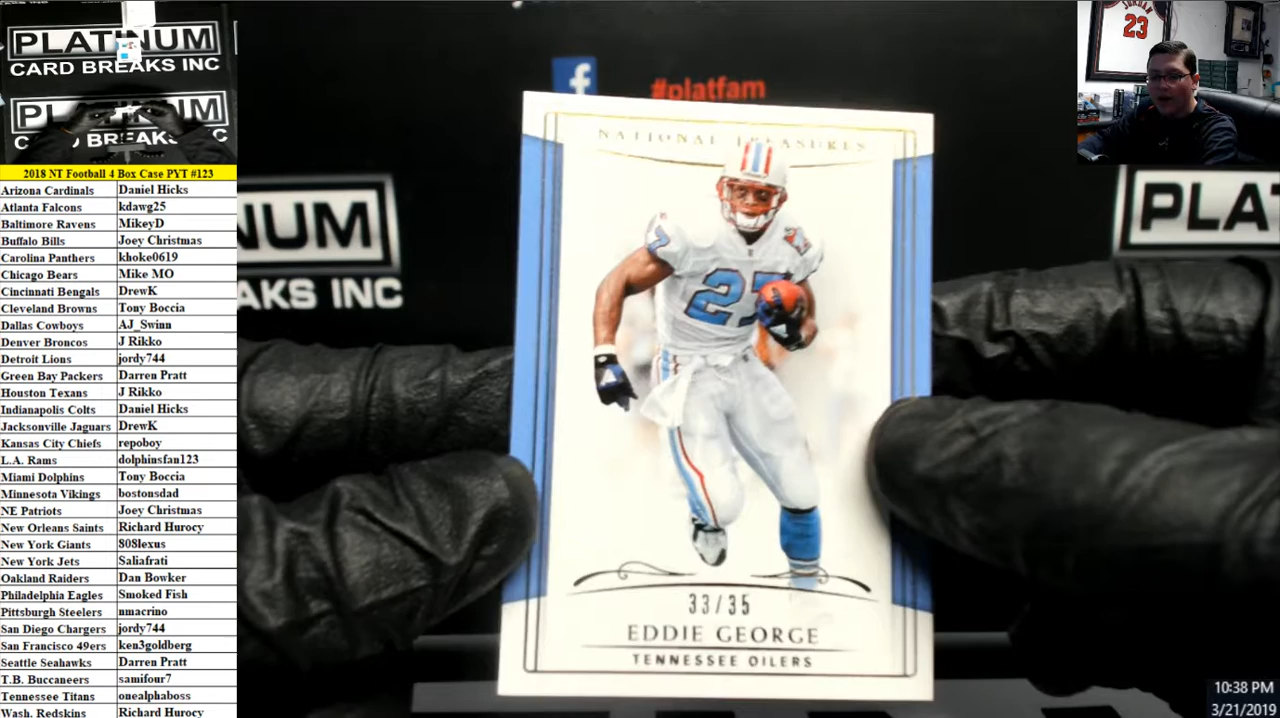 PLATINUM
CARD BREAKS INC
PLATINUM
CARD BREAKS INC
2018 NT Football 4 Box Case PYT #123
Arizona Cardinals Daniel Hicks
Atlanta Falcons kdawg25
Baltimore Ravens MikeyD
Buffalo Bills Joey Christmas
Carolina Panthers khoke0619
Chicago Bears Mike MO
Cincinnati Bengals DrewK
Cleveland Browns Tony Boccia
Dallas Cowboys AJ_Swinn
Denver Broncos J Rikko
Detroit Lions jordy744
Green Bay Packers Darren Pratt
Houston Texans J Rikko
Indianapolis Colts Daniel Hicks
Jacksonville Jaguars DrewK
Kansas City Chiefs repoboy
L.A. Rams dolphinsfan123
Miami Dolphins Tony Boccia
Minnesota Vikings bostonsdad
NE Patriots Joey Christmas
New Orleans Saints Richard Hurocy
New York Giants 808lexus
New York Jets Saliafrati
Oakland Raiders Dan Bowker
Philadelphia Eagles Smoked Fish
Pittsburgh Steelers nmacrino
San Diego Chargers jordy744
San Francisco 49ers ken3goldberg
Seattle Seahawks Darren Pratt
T.B. Buccaneers samifour7
Tennessee Titans onealphaboss
Wash. Redskins Richard Hurocy
f
#platfam
NUM
AKS INC
PLA
NATIONAL TREASURES
27
33/35
EDDIE GEORGE
TENNESSEE OILERS
JORDAN
23
10:38 PM
3/21/2019